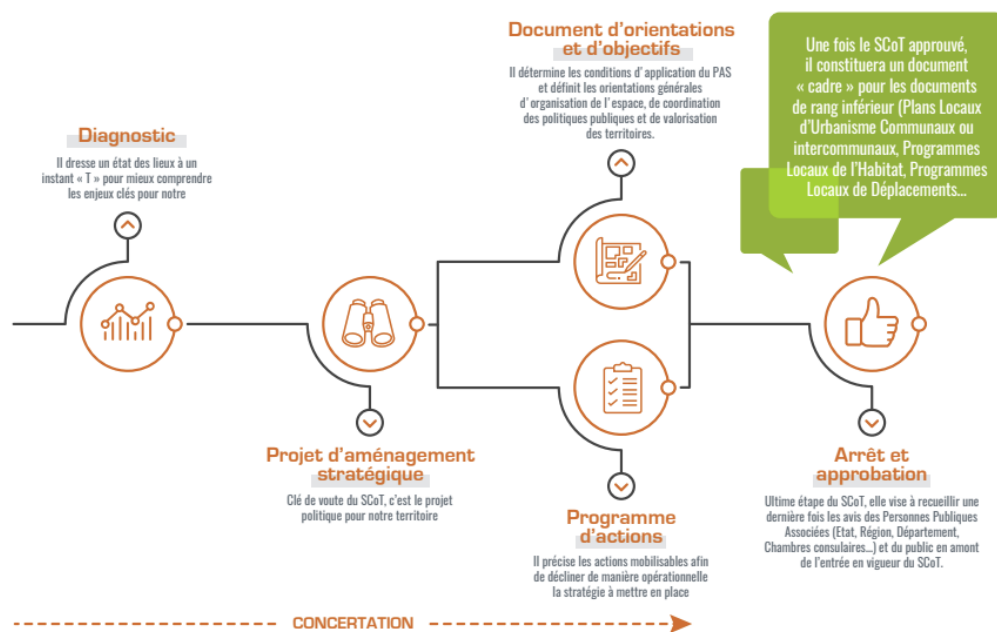 Diagnostic
Il dresse un état des lieux à un
instant « T » pour mieux comprendre
les enjeux clés pour notre
Projet d'aménagement
stratégique
Clé de voute du SCoT, c'est le projet
politique pour notre territoire
Document d'orientations
et d'objectifs
Il détermine les conditions d'application du PAS
et définit les orientations générales
d'organisation de l'espace, de coordination
des politiques publiques et de valorisation
des territoires.
Programme
d'actions
Il précise les actions mobilisables afin
de décliner de manière opérationnelle
la stratégie à mettre en place
Une fois le SCoT approuvé,
il constituera un document
« cadre » pour les documents
de rang inférieur (Plans Locaux
d'Urbanisme Communaux ou
intercommunaux, Programmes
Locaux de l'Habitat, Programmes
Locaux de Déplacements...
Arrêt et
approbation
Ultime étape du SCoT, elle vise à recueillir une
dernière fois les avis des Personnes Publiques
Associées (Etat, Région, Département,
Chambres consulaires...) et du public en amont
de l'entrée en vigueur du SCoT.
CONCERTATION